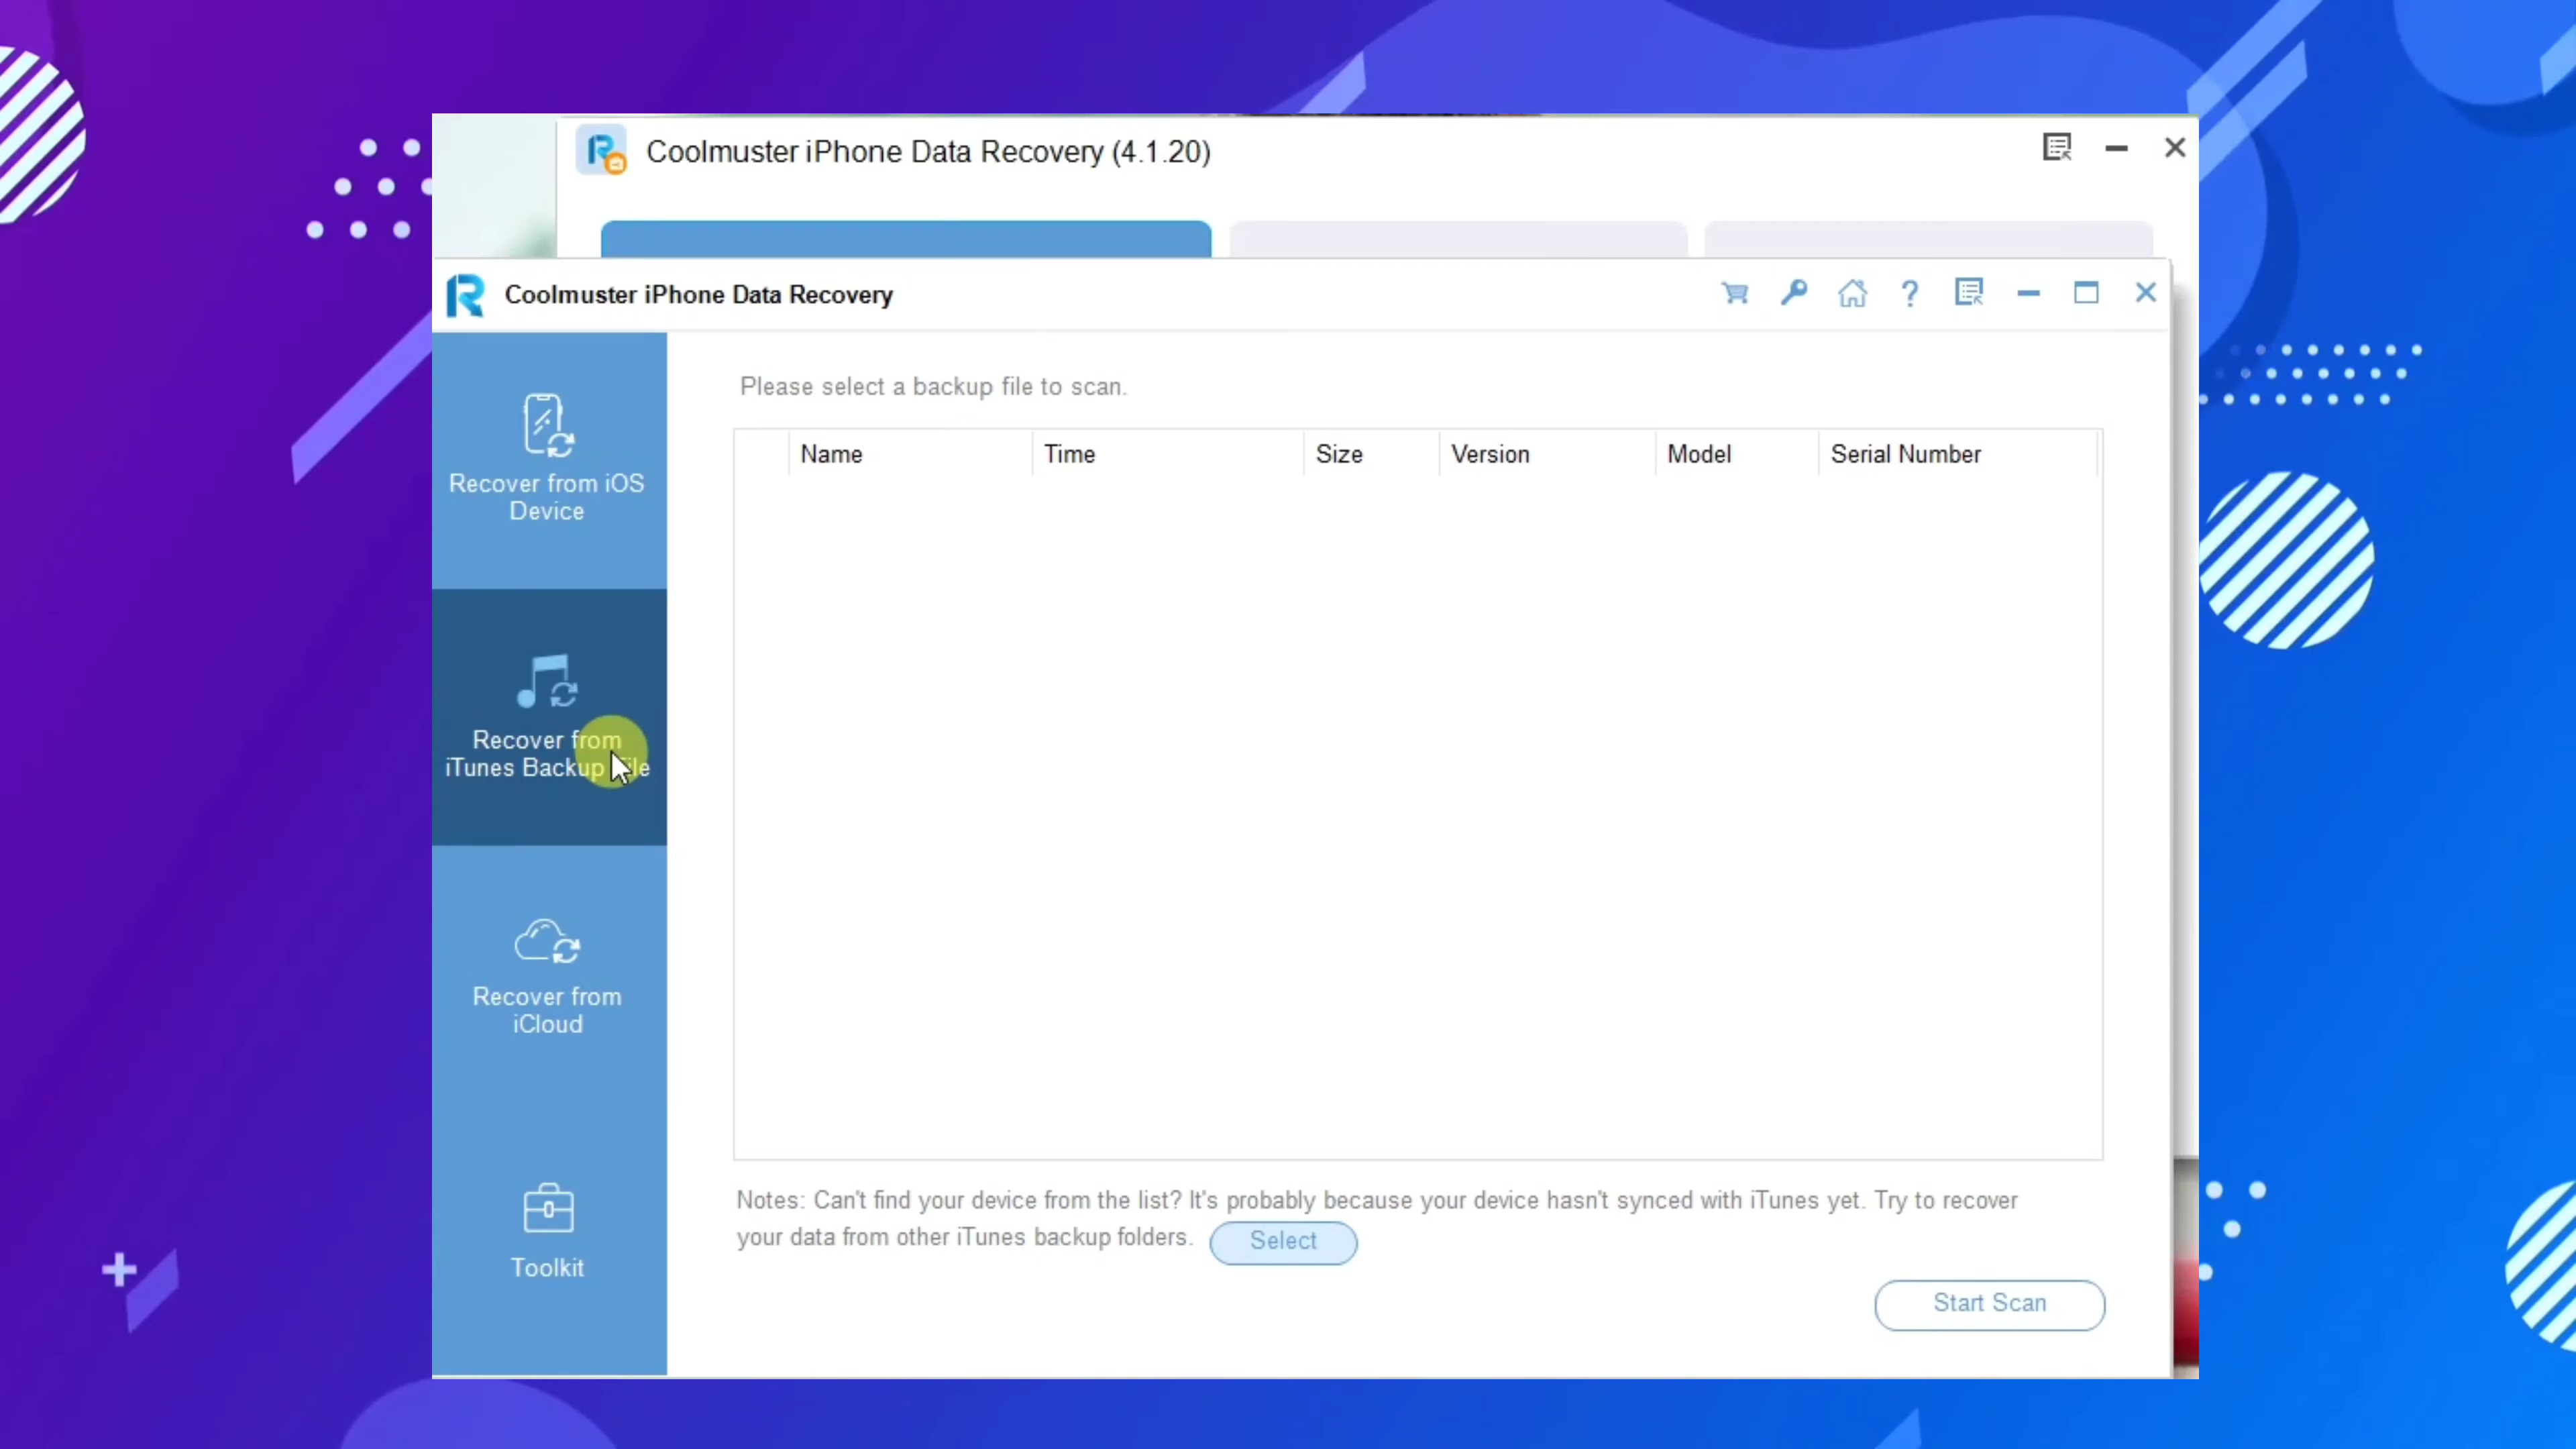 Coolmuster iPhone Data Recovery (4.1.20)
Coolmuster iPhone Data Recovery
Recover from iOS
Device
Recover from
iTunes Backup File
Recover from
iCloud
Toolkit
Please select a backup file to scan.
Name Time Size Version Model Serial Number
Notes: Can't find your device from the list? It's probably because your device hasn't synced with iTunes yet. Try to recover
your data from other iTunes backup folders. Select
Start Scan